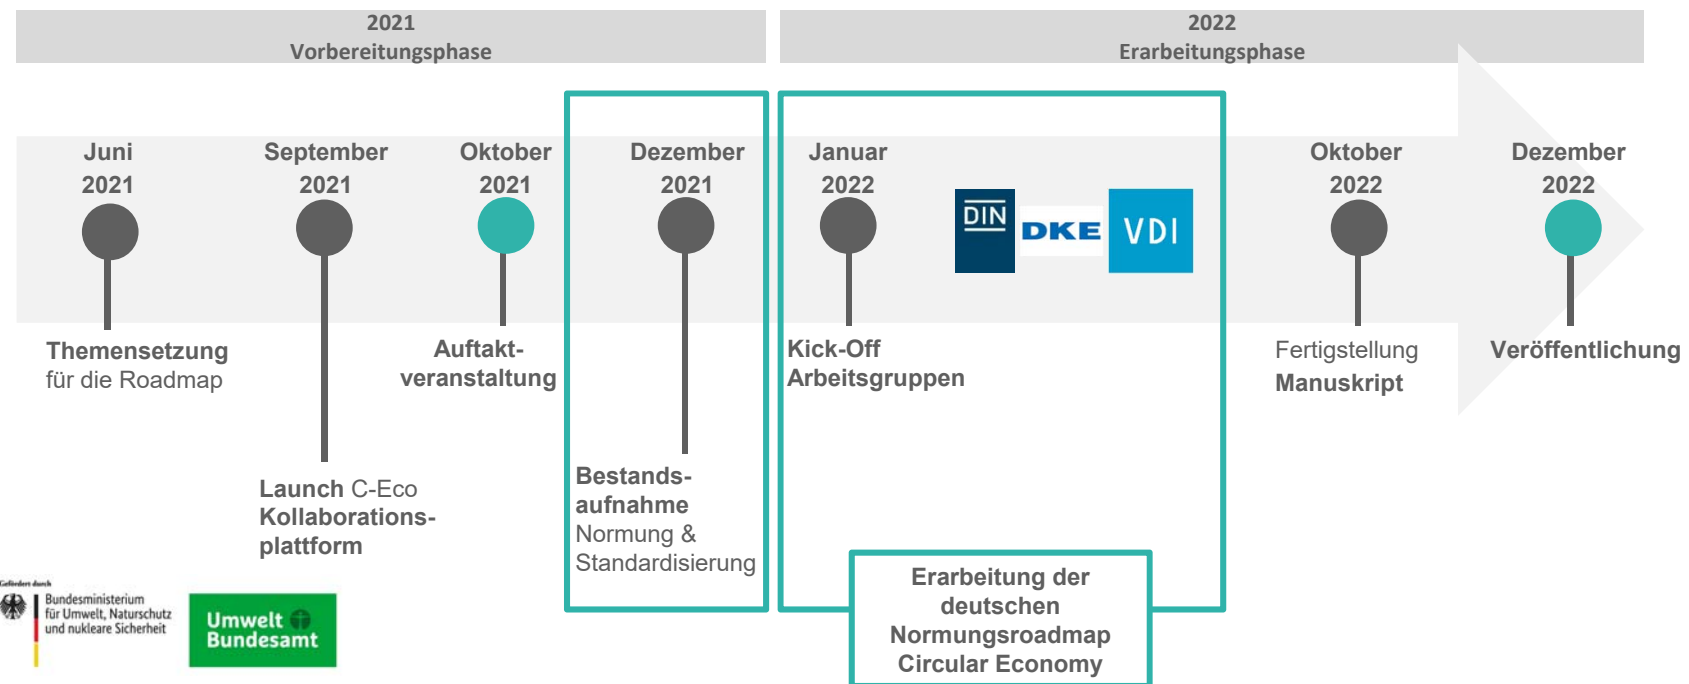 2021
Vorbereitungsphase
2022
Erarbeitungsphase
Juni
2021
September
2021
Oktober
2021
Dezember
2021
Januar
2022
Oktober
2022
Dezember
2022
DIN
DKE
VDI
Themensetzung
für die Roadmap
Auftakt-
veranstaltung
Kick-Off
Arbeitsgruppen
Fertigstellung
Manuskript
Veröffentlichung
Launch C-Eco
Kollaborations-
plattform
Bestands-
aufnahme
Normung &
Standardisierung
Erarbeitung der
deutschen
Normungsroadmap
Circular Economy
Gefördert durch
Bundesministerium
für Umwelt, Naturschutz
und nukleare Sicherheit
Umwelt
Bundesamt